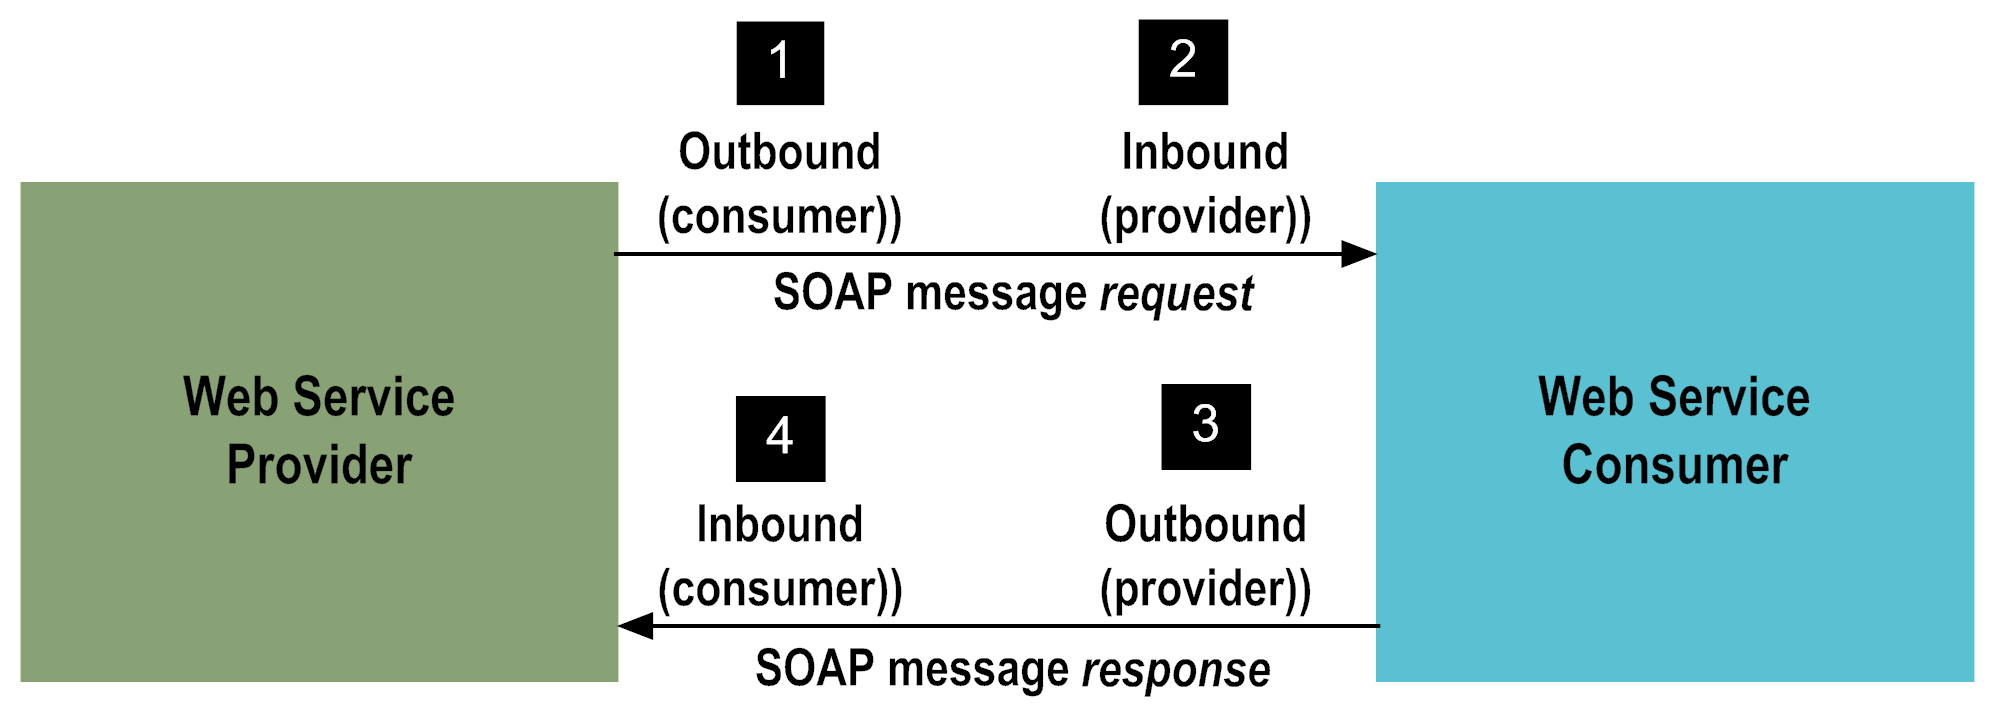 1
2
Outbound
(consumer))
Inbound
(provider))
SOAP message request
Web Service
Provider
Web Service
Consumer
4
3
Inbound
(consumer))
Outbound
(provider))
SOAP message response